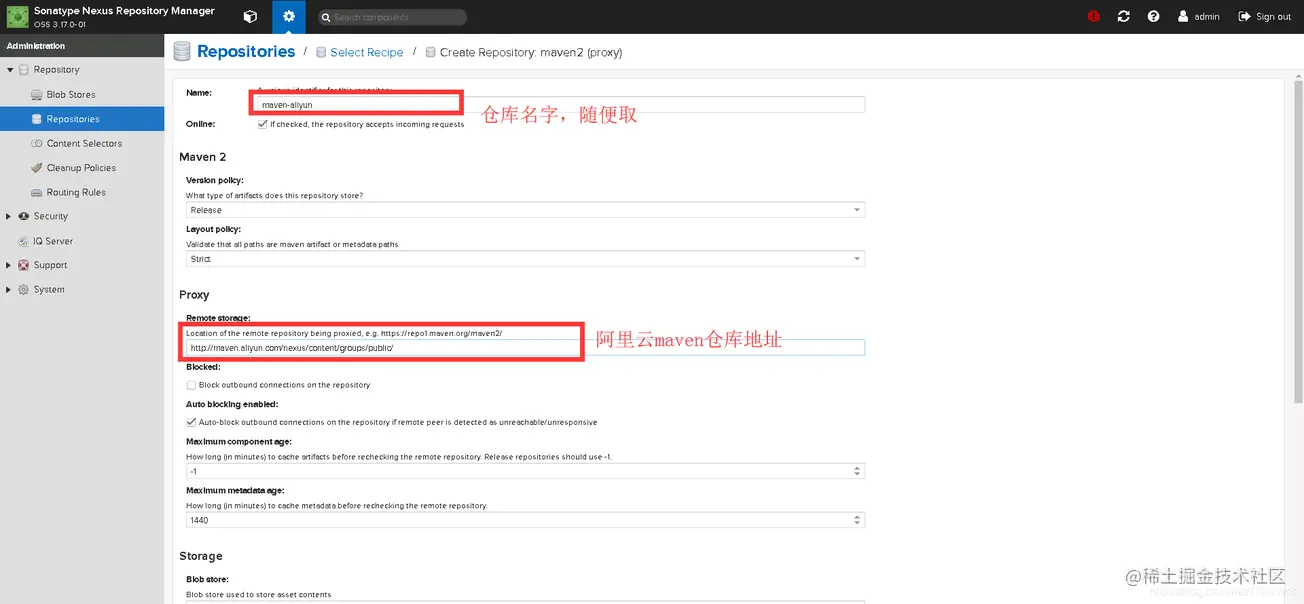 Sonatype Nexus Repository Manager
OSS 3.17.0-01
Search components
admin
Sign out
Administration
Repositories / Select Recipe / Create Repository: maven2 (proxy)
Repository
Blob Stores
Repositories
Content Selectors
Cleanup Policies
Routing Rules
Security
IQ Server
Support
System
Name:
A unique identifier for this repository
maven-aliyun
仓库名字，随便取
Online:
If checked, the repository accepts incoming requests
Maven 2
Version policy:
What type of artifacts does this repository store?
Release
Layout policy:
Validate that all paths are maven artifact or metadata paths
Strict
Proxy
Remote storage:
Location of the remote repository being proxied, e.g. https://repo1.maven.org/maven2/
http://maven.aliyun.com/nexus/content/groups/public/
阿里云maven仓库地址
Blocked:
Block outbound connections on the repository
Auto blocking enabled:
Auto-block outbound connections on the repository if remote peer is detected as unreachable/unresponsive
Maximum component age:
How long (in minutes) to cache artifacts before rechecking the remote repository. Release repositories should use -1.
-1
Maximum metadata age:
How long (in minutes) to cache metadata before rechecking the remote repository.
1440
Storage
Blob store:
Blob store used to store asset contents
@稀土掘金技术社区